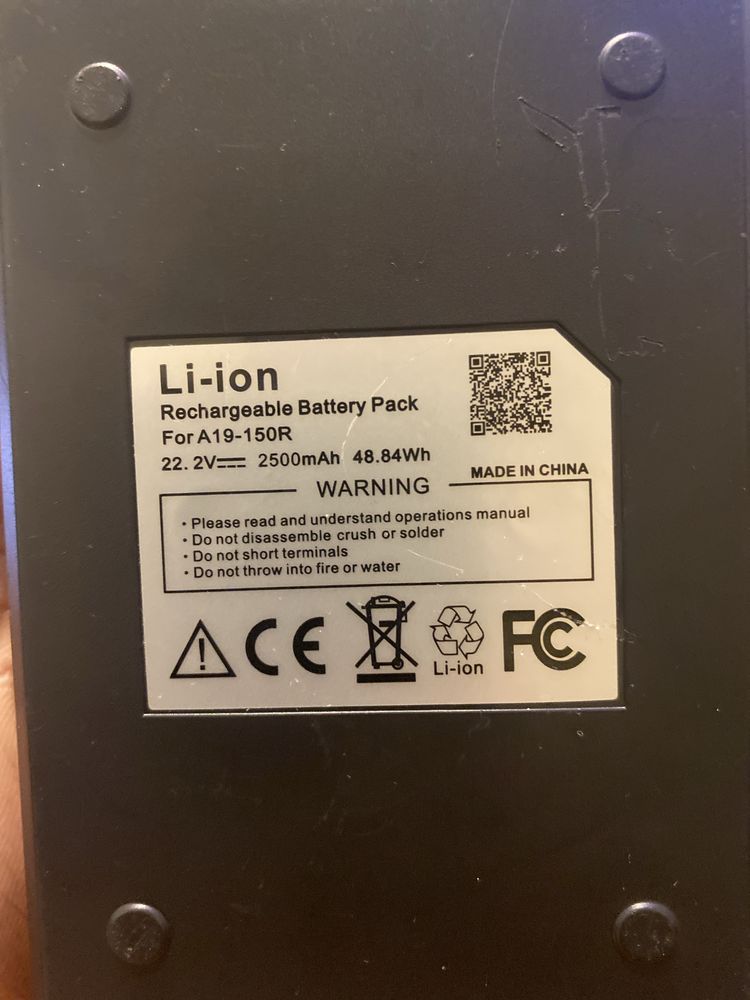 Li-ion
Rechargeable Battery Pack
For A19-150R
22.2V 2500mAh 48.84Wh
MADE IN CHINA
WARNING
• Please read and understand operations manual
• Do not disassemble crush or solder
• Do not short terminals
• Do not throw into fire or water
CE
Li-ion
FC